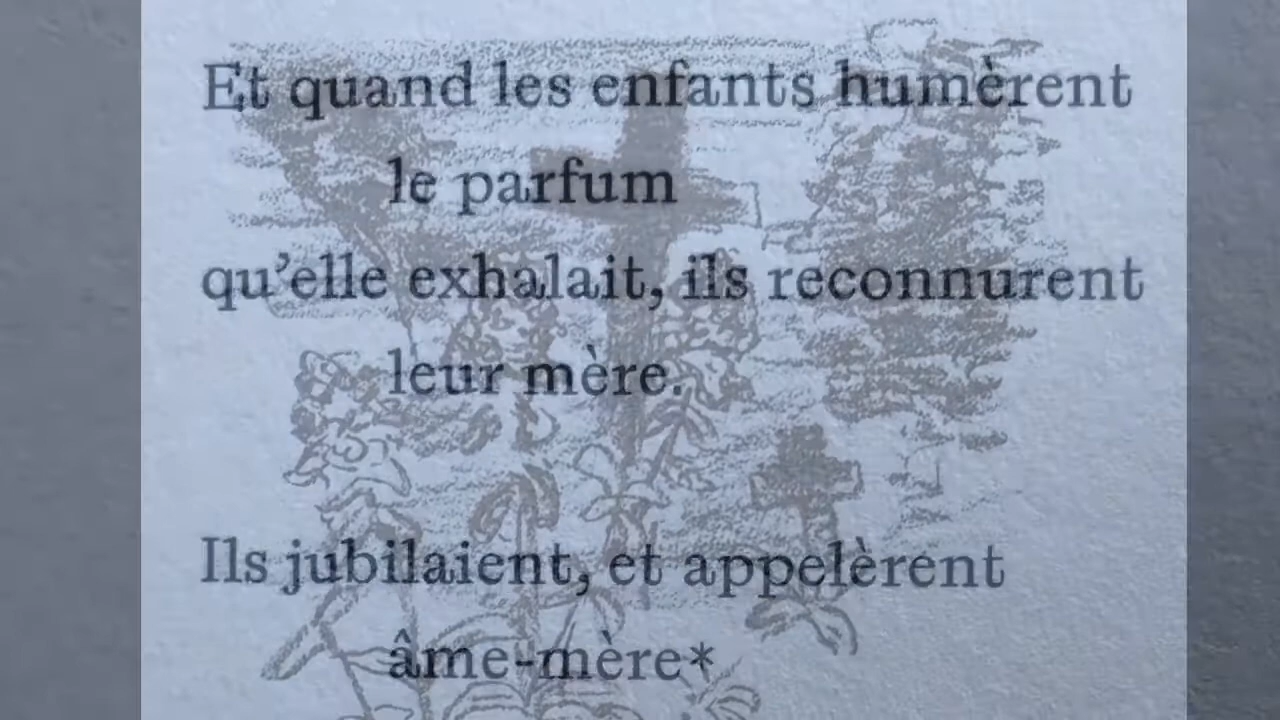 Et quand les enfants humèrent
le parfum
qu’elle exhalait, ils reconnurent
leur mère.
Ils jubilaient, et appelèrent
âme-mère*